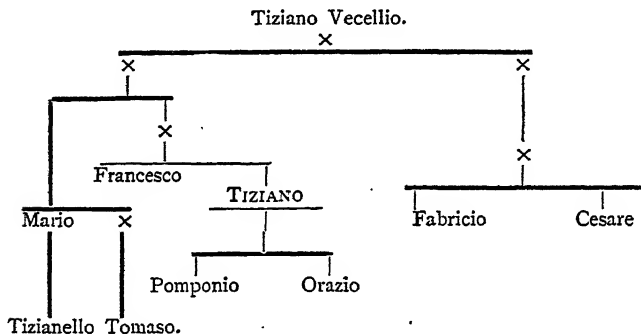 Tiziano Vecellio.
×
× ×
× ×
Francesco
TIZIANO
Mario × Fabricio Cesare
Pomponio Orazio
Tizianello Tomaso.